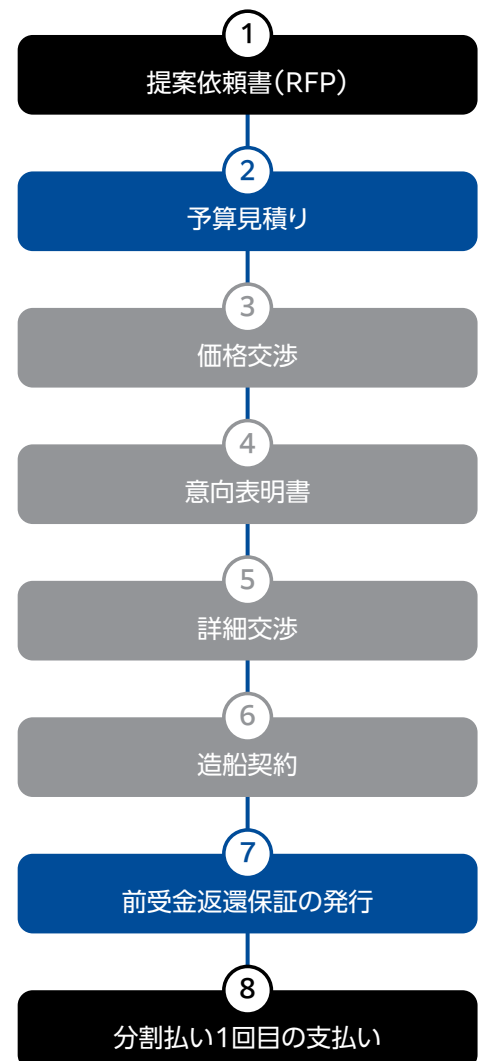 1
提案依頼書(RFP)
2
予算見積り
3
価格交渉
4
意向表明書
5
詳細交渉
6
造船契約
7
前受金返還保証の発行
8
分割払い1回目の支払い